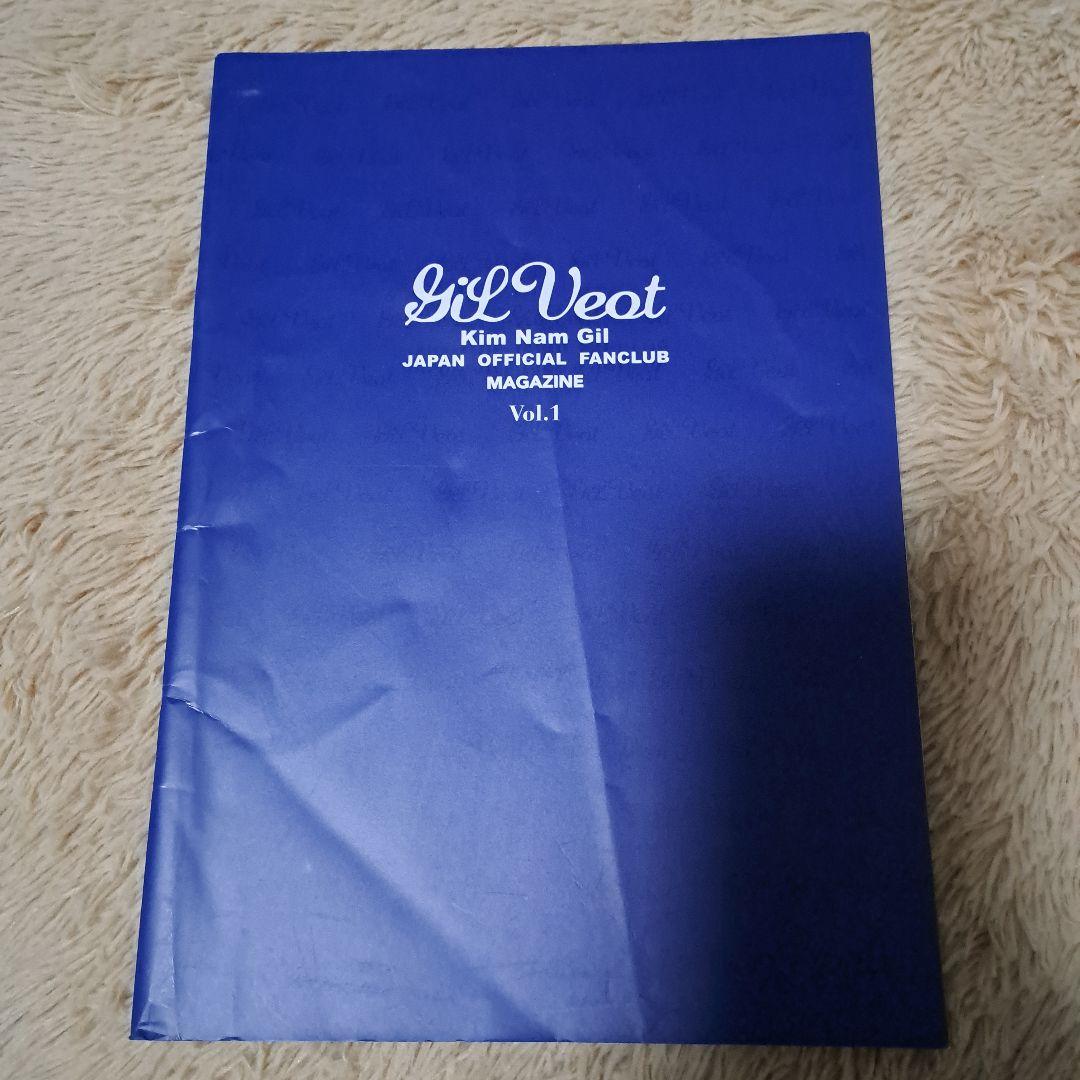 GiL Veot
Kim Nam Gil
JAPAN OFFICIAL FANCLUB
MAGAZINE
Vol.1